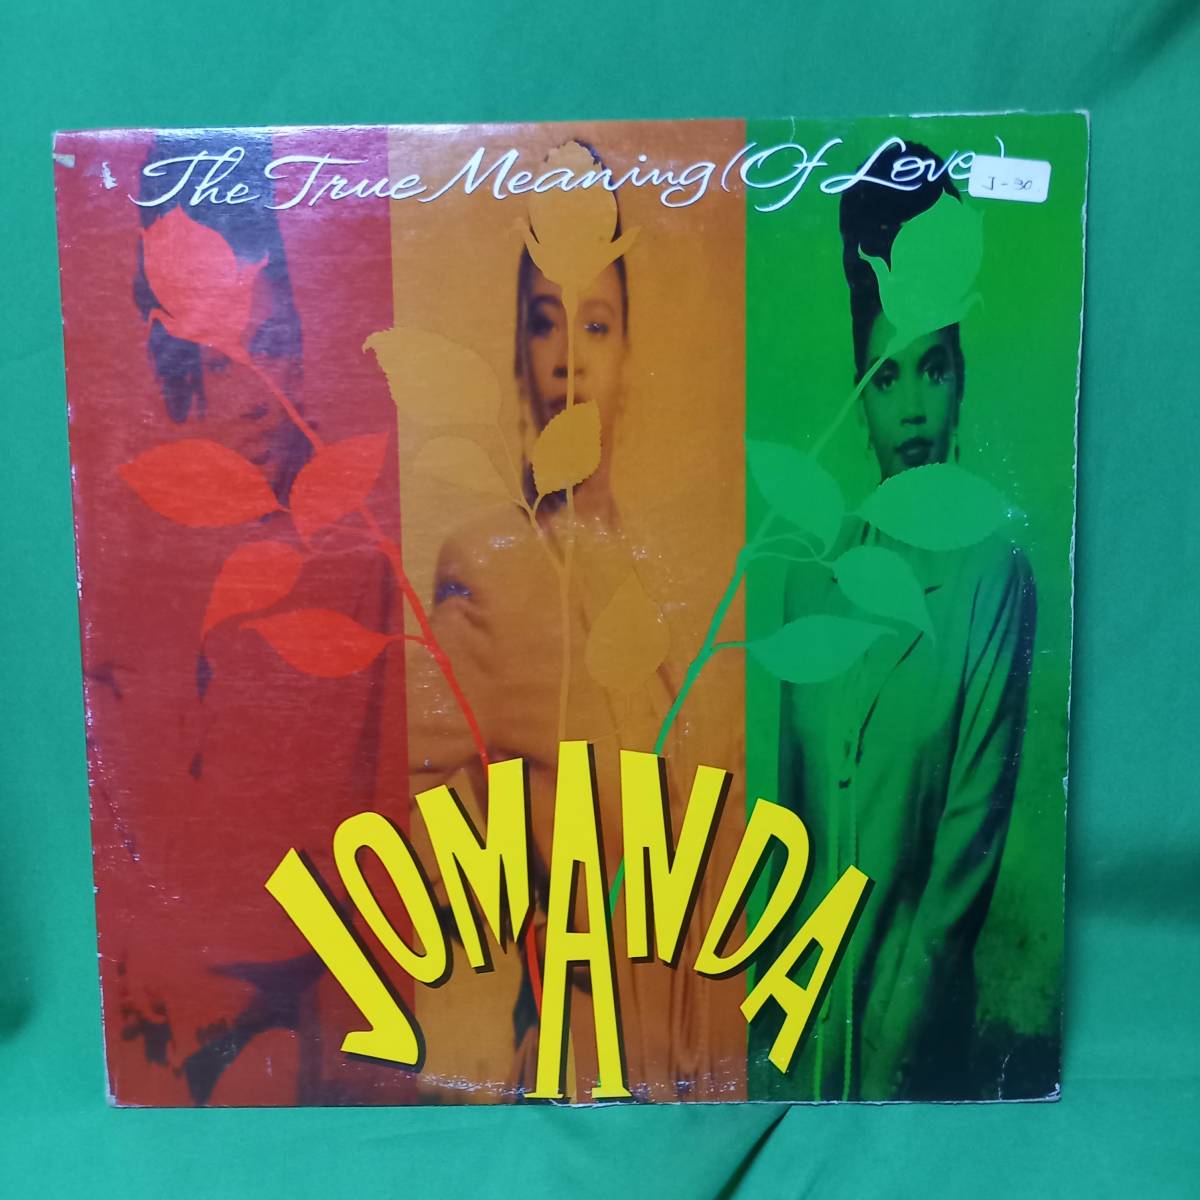 The True Meaning (Of Love)
J-30
JOMANDA